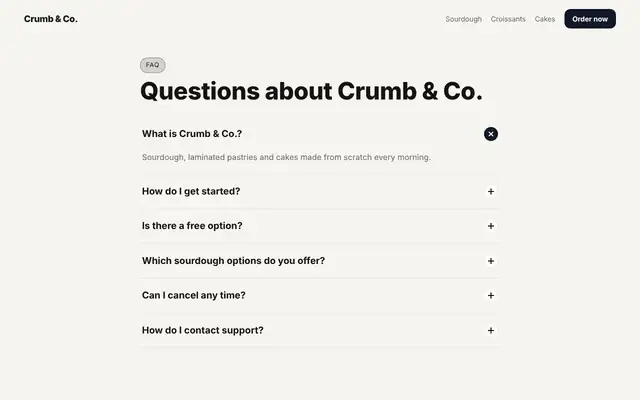 Crumb & Co.
Sourdough Croissants Cakes Order now
FAQ
Questions about Crumb & Co.
What is Crumb & Co.?
Sourdough, laminated pastries and cakes made from scratch every morning.
How do I get started?
Is there a free option?
Which sourdough options do you offer?
Can I cancel any time?
How do I contact support?